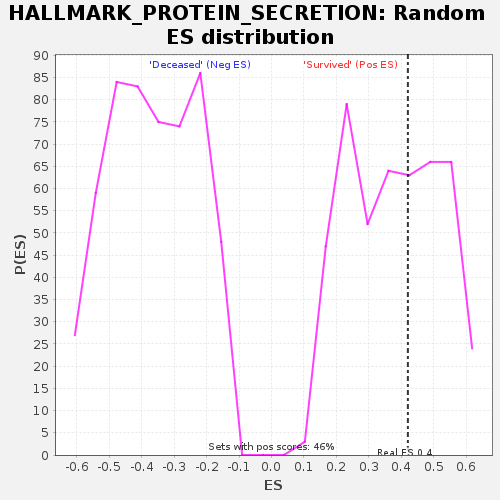 HALLMARK_PROTEIN_SECRETION: Random
ES distribution
'Deceased' (Neg ES)
'Survived' (Pos ES)
90
85
80
75
70
65
60
55
50
45
40
35
30
25
20
15
10
5
0
P(ES)
Sets with pos scores: 46%
Real ES 0.4
-0.6 -0.5 -0.4 -0.3 -0.2 -0.1 0.0 0.1 0.2 0.3 0.4 0.5 0.6
ES